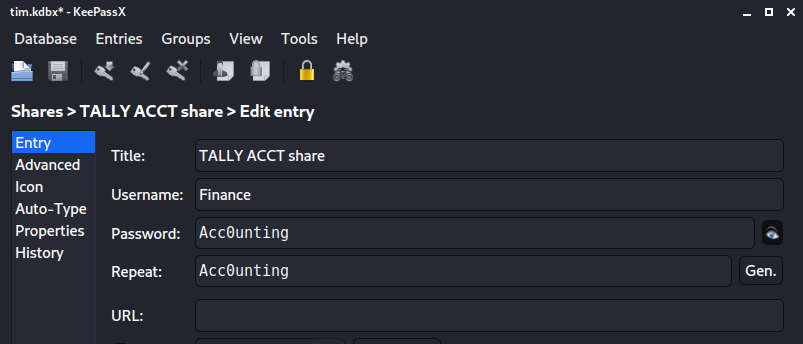 tim.kdbx* - KeePassX
Database Entries Groups View Tools Help
Shares > TALLY ACCT share > Edit entry
Entry
Advanced
Icon
Auto-Type
Properties
History
Title: TALLY ACCT share
Username: Finance
Password: Acc0unting
Repeat: Acc0unting Gen.
URL: